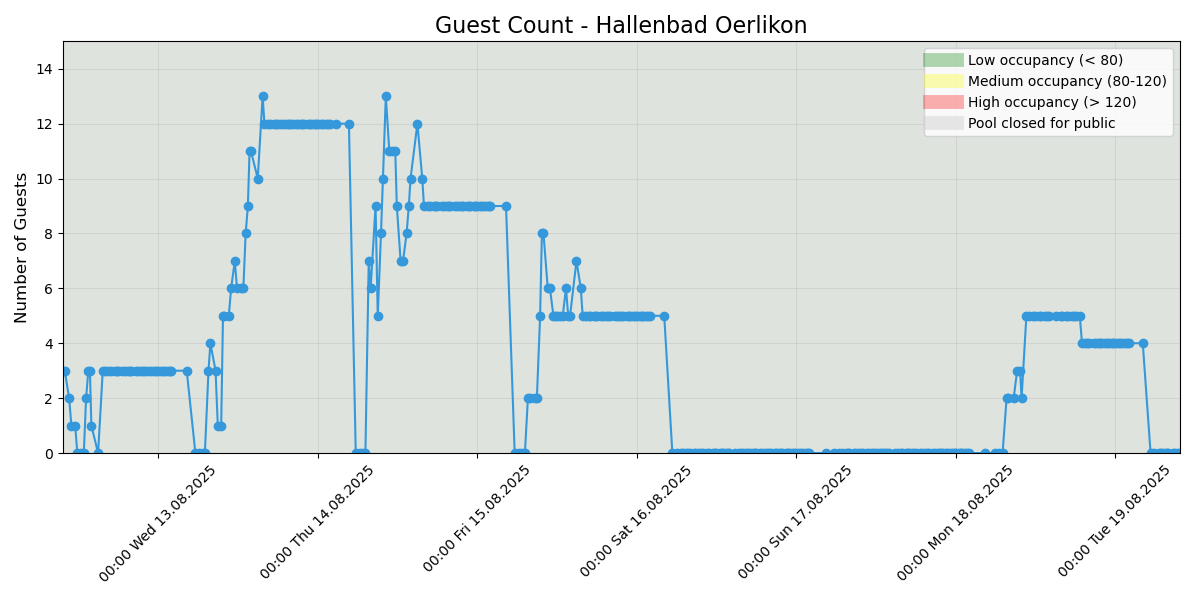 Guest Count - Hallenbad Oerlikon
Low occupancy (< 80)
Medium occupancy (80-120)
High occupancy (> 120)
Pool closed for public
Number of Guests
14
12
10
8
6
4
2
0
00:00 Wed 13.08.2025
00:00 Thu 14.08.2025
00:00 Fri 15.08.2025
00:00 Sat 16.08.2025
00:00 Sun 17.08.2025
00:00 Mon 18.08.2025
00:00 Tue 19.08.2025